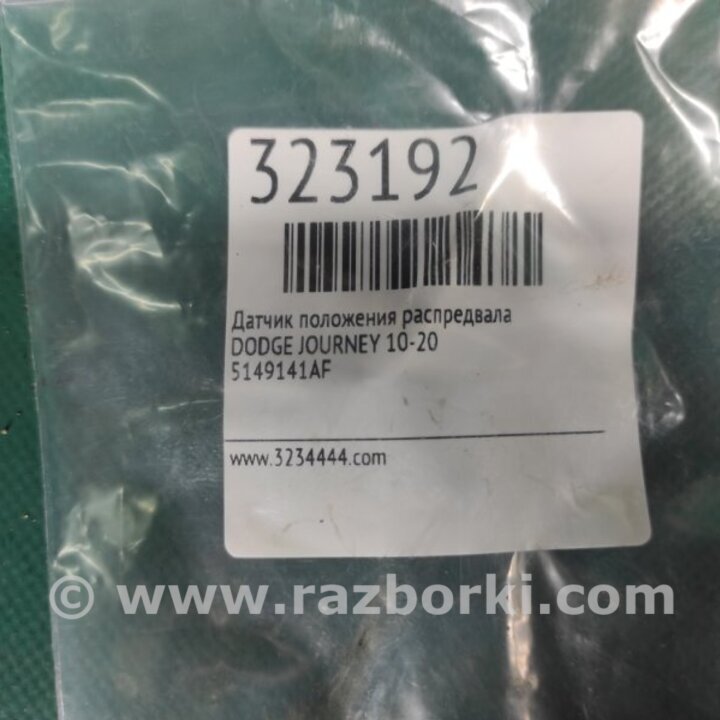 323192
Датчик положения распредвала
DODGE JOURNEY 10-20
5149141AF
www.3234444.com
© www.razborki.com